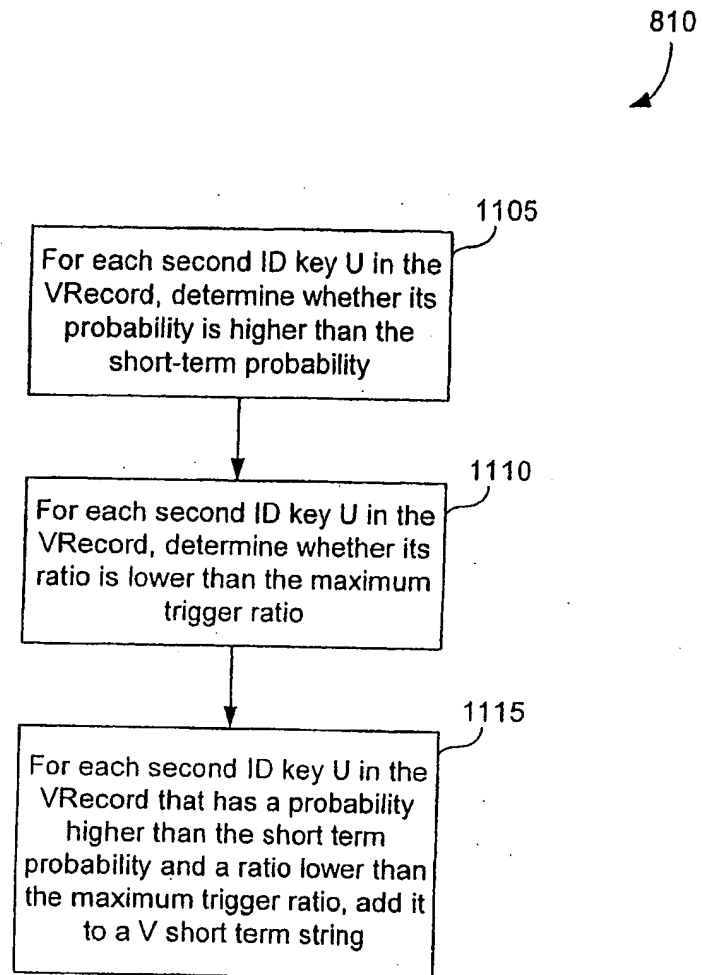 810
1105
For each second ID key U in the
VRecord, determine whether its
probability is higher than the
short-term probability
1110
For each second ID key U in the
VRecord, determine whether its
ratio is lower than the maximum
trigger ratio
1115
For each second ID key U in the
VRecord that has a probability
higher than the short term
probability and a ratio lower than
the maximum trigger ratio, add it
to a V short term string